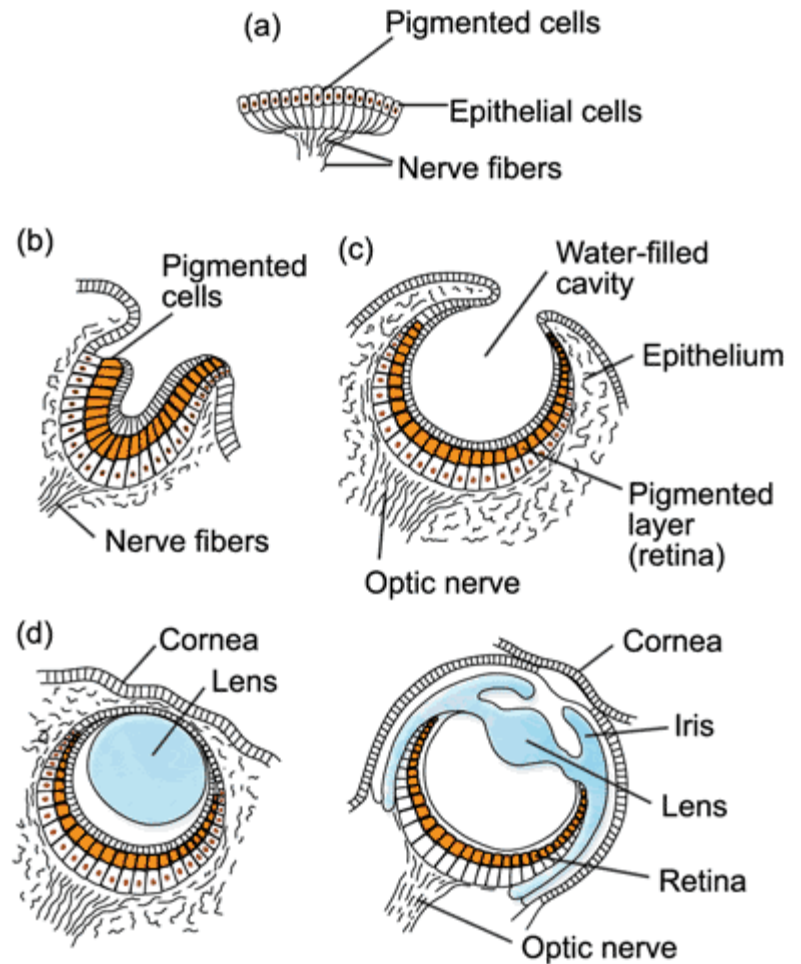 (a)
Pigmented cells
Epithelial cells
Nerve fibers
(b)
Pigmented
cells
Nerve fibers
(c)
Water-filled
cavity
Epithelium
Pigmented
layer
(retina)
Optic nerve
(d)
Cornea
Lens
Cornea
Iris
Lens
Retina
Optic nerve